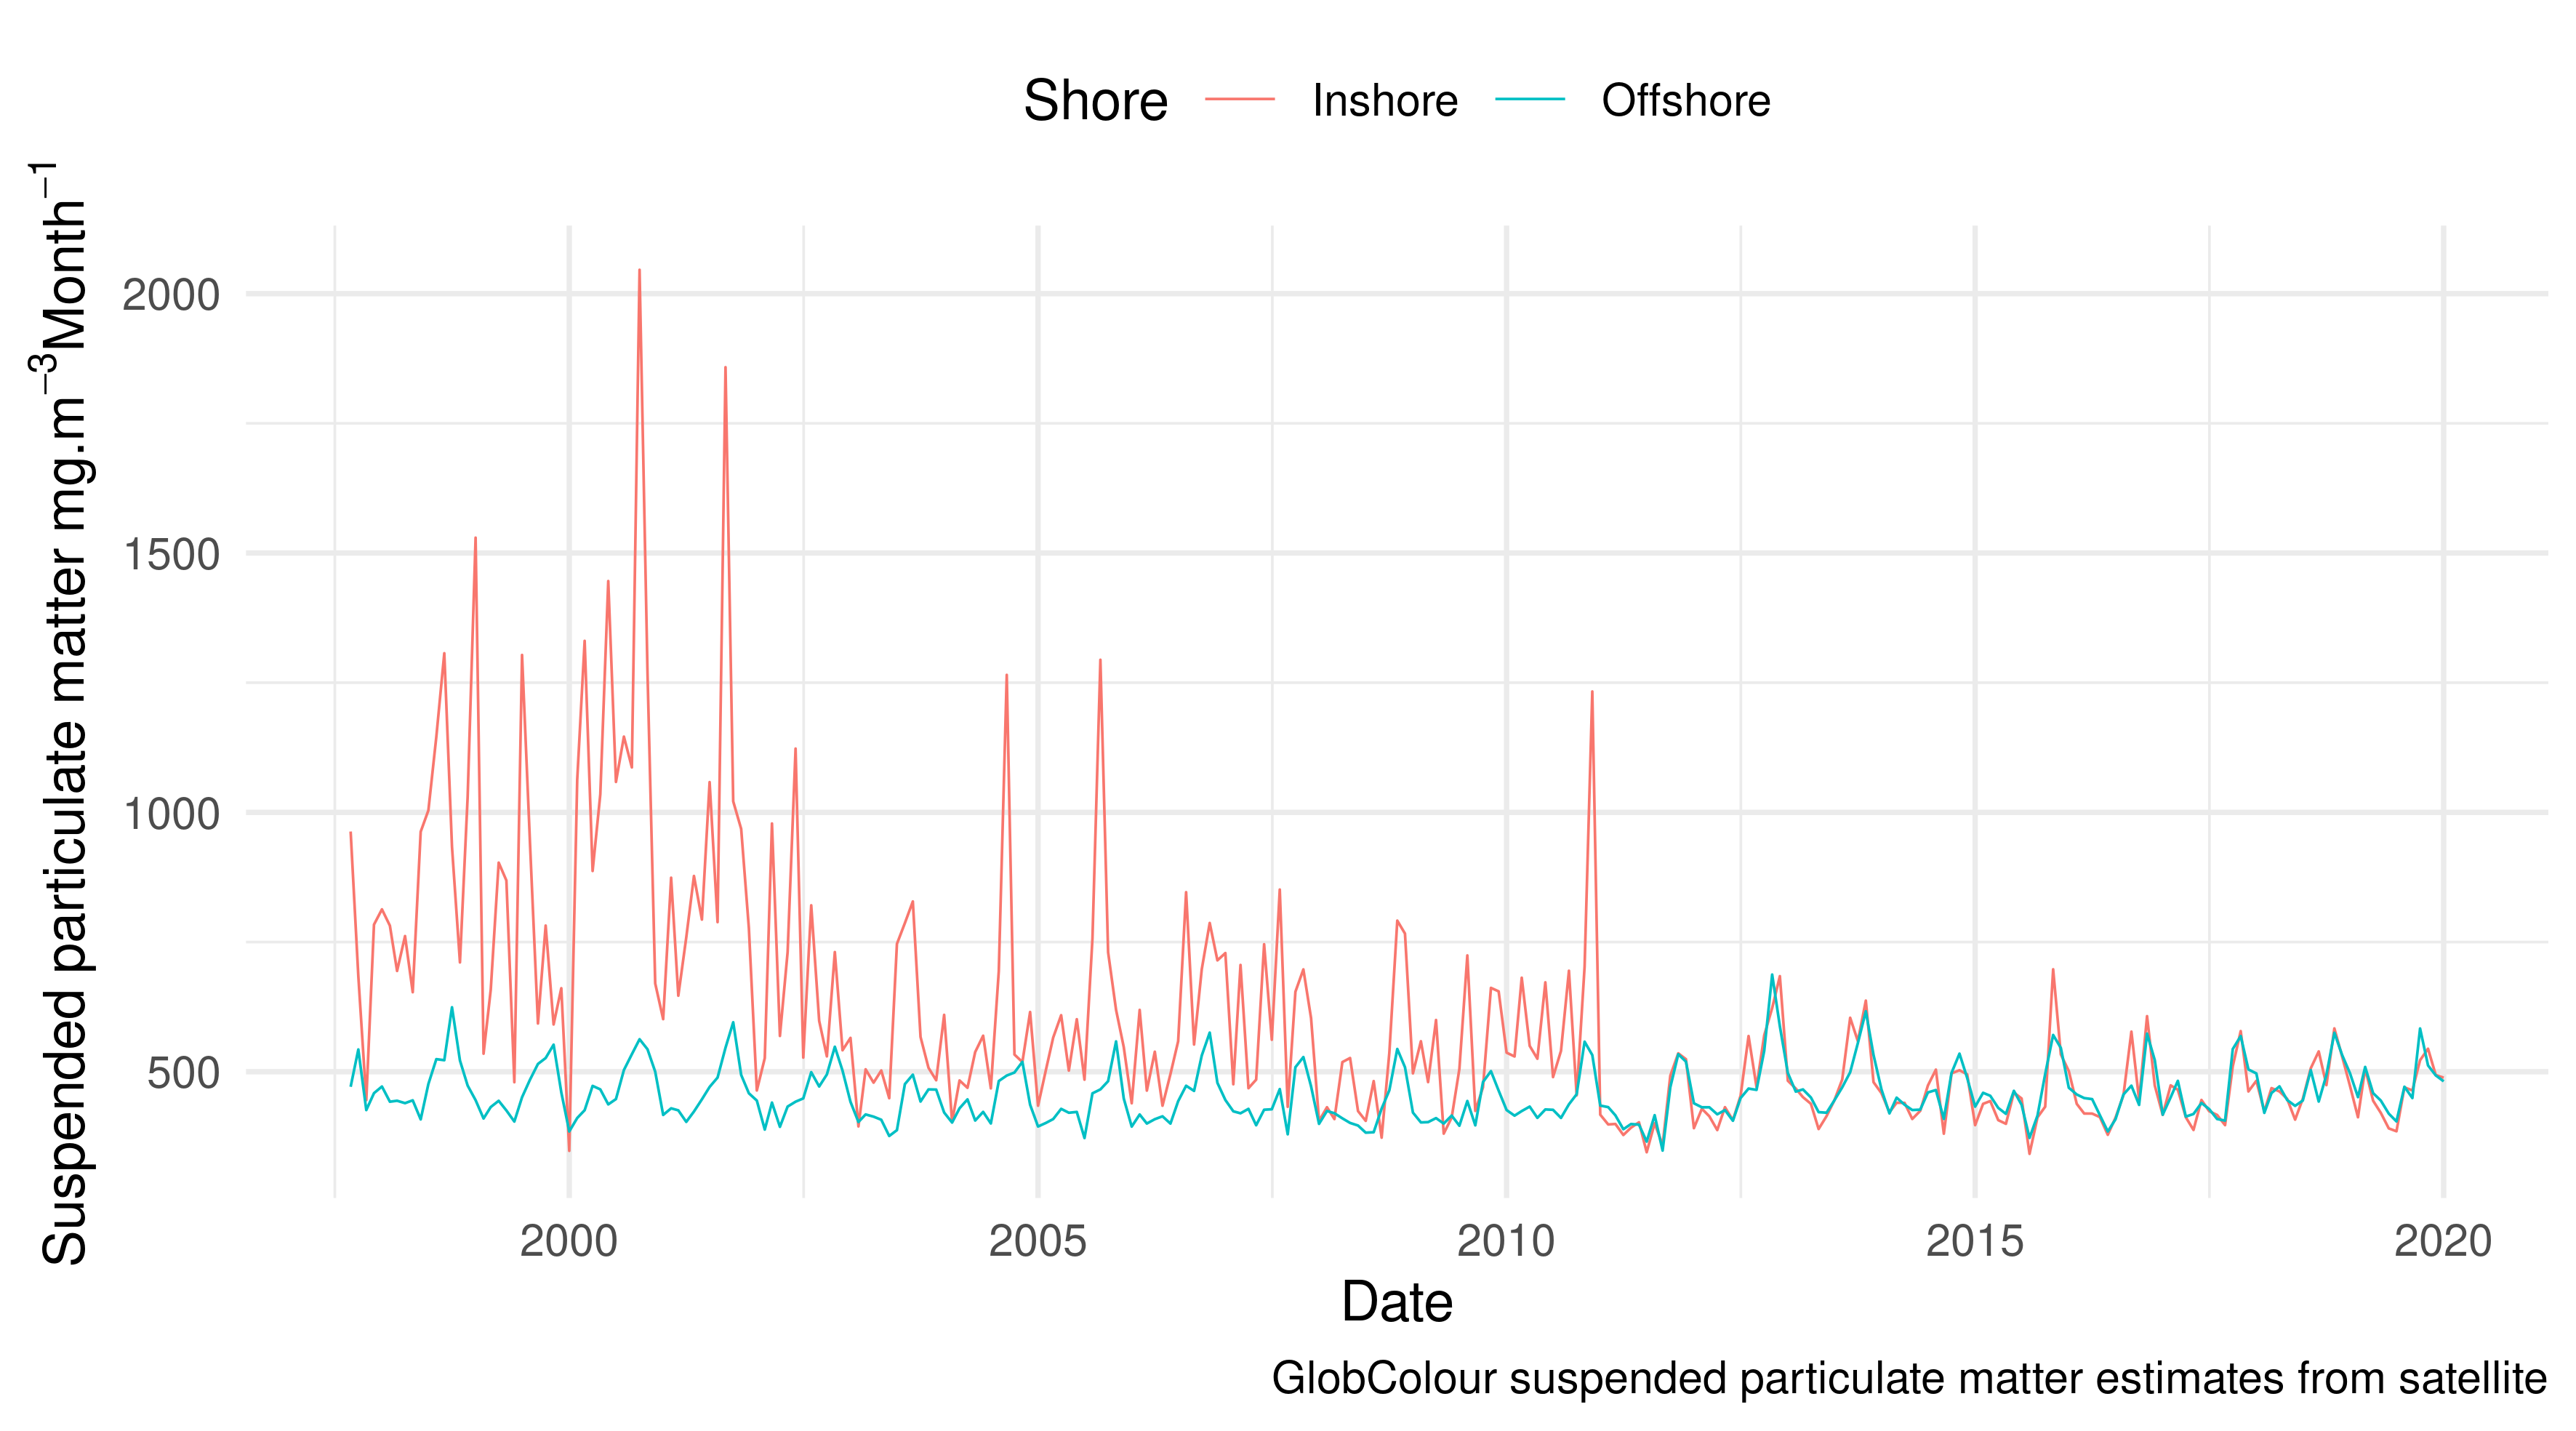 Shore Inshore Offshore
Suspended particulate matter mg.m⁻³Month⁻¹
2000
1500
1000
500
2000 2005 2010 2015 2020
Date
GlobColour suspended particulate matter estimates from satellite